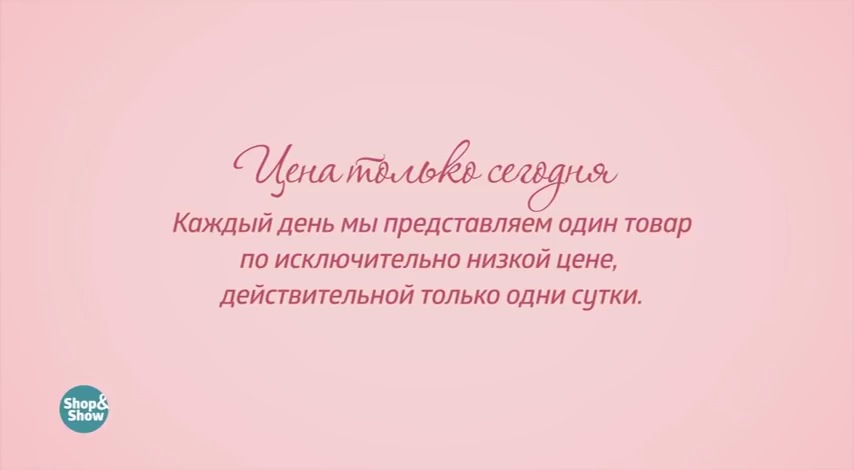 Цена только сегодня
Каждый день мы представляем один товар
по исключительно низкой цене,
действительной только одни сутки.
Shop&
Show